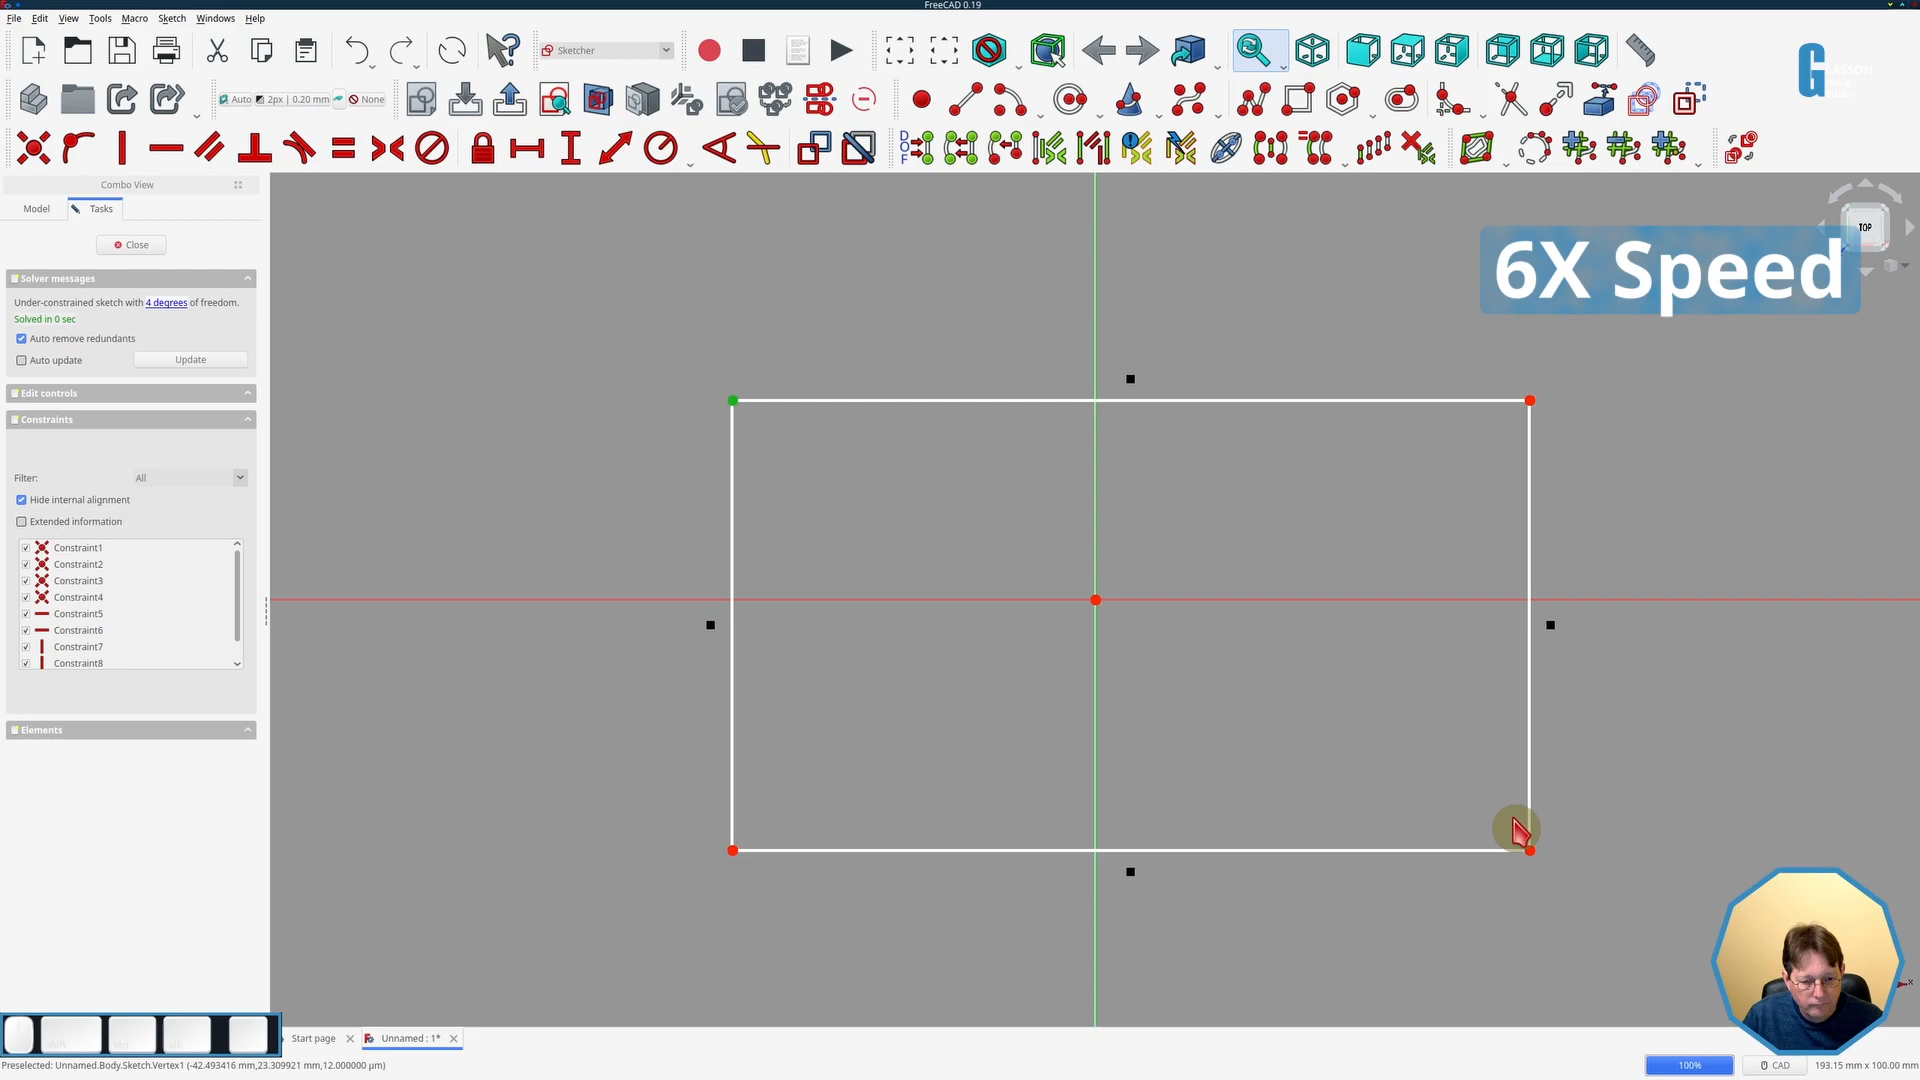 FreeCAD 0.19
File Edit View Tools Macro Sketch Windows Help
Sketcher
Auto 2px | 0.20 mm None
DOF
Combo View
Model Tasks
Close
Solver messages
Under-constrained sketch with 4 degrees of freedom.
Solved in 0 sec
Auto remove redundants
Auto update Update
Edit controls
Constraints
Filter: All
Hide internal alignment
Extended information
Constraint1
Constraint2
Constraint3
Constraint4
Constraint5
Constraint6
Constraint7
Constraint8
Elements
TOP
6X Speed
Start page
Unnamed : 1*
Preselected: Unnamed.Body.Sketch.Vertex1 (-42.493416 mm,23.309921 mm,12.000000 µm)
100%
CAD
193.15 mm x 100.00 mm
X